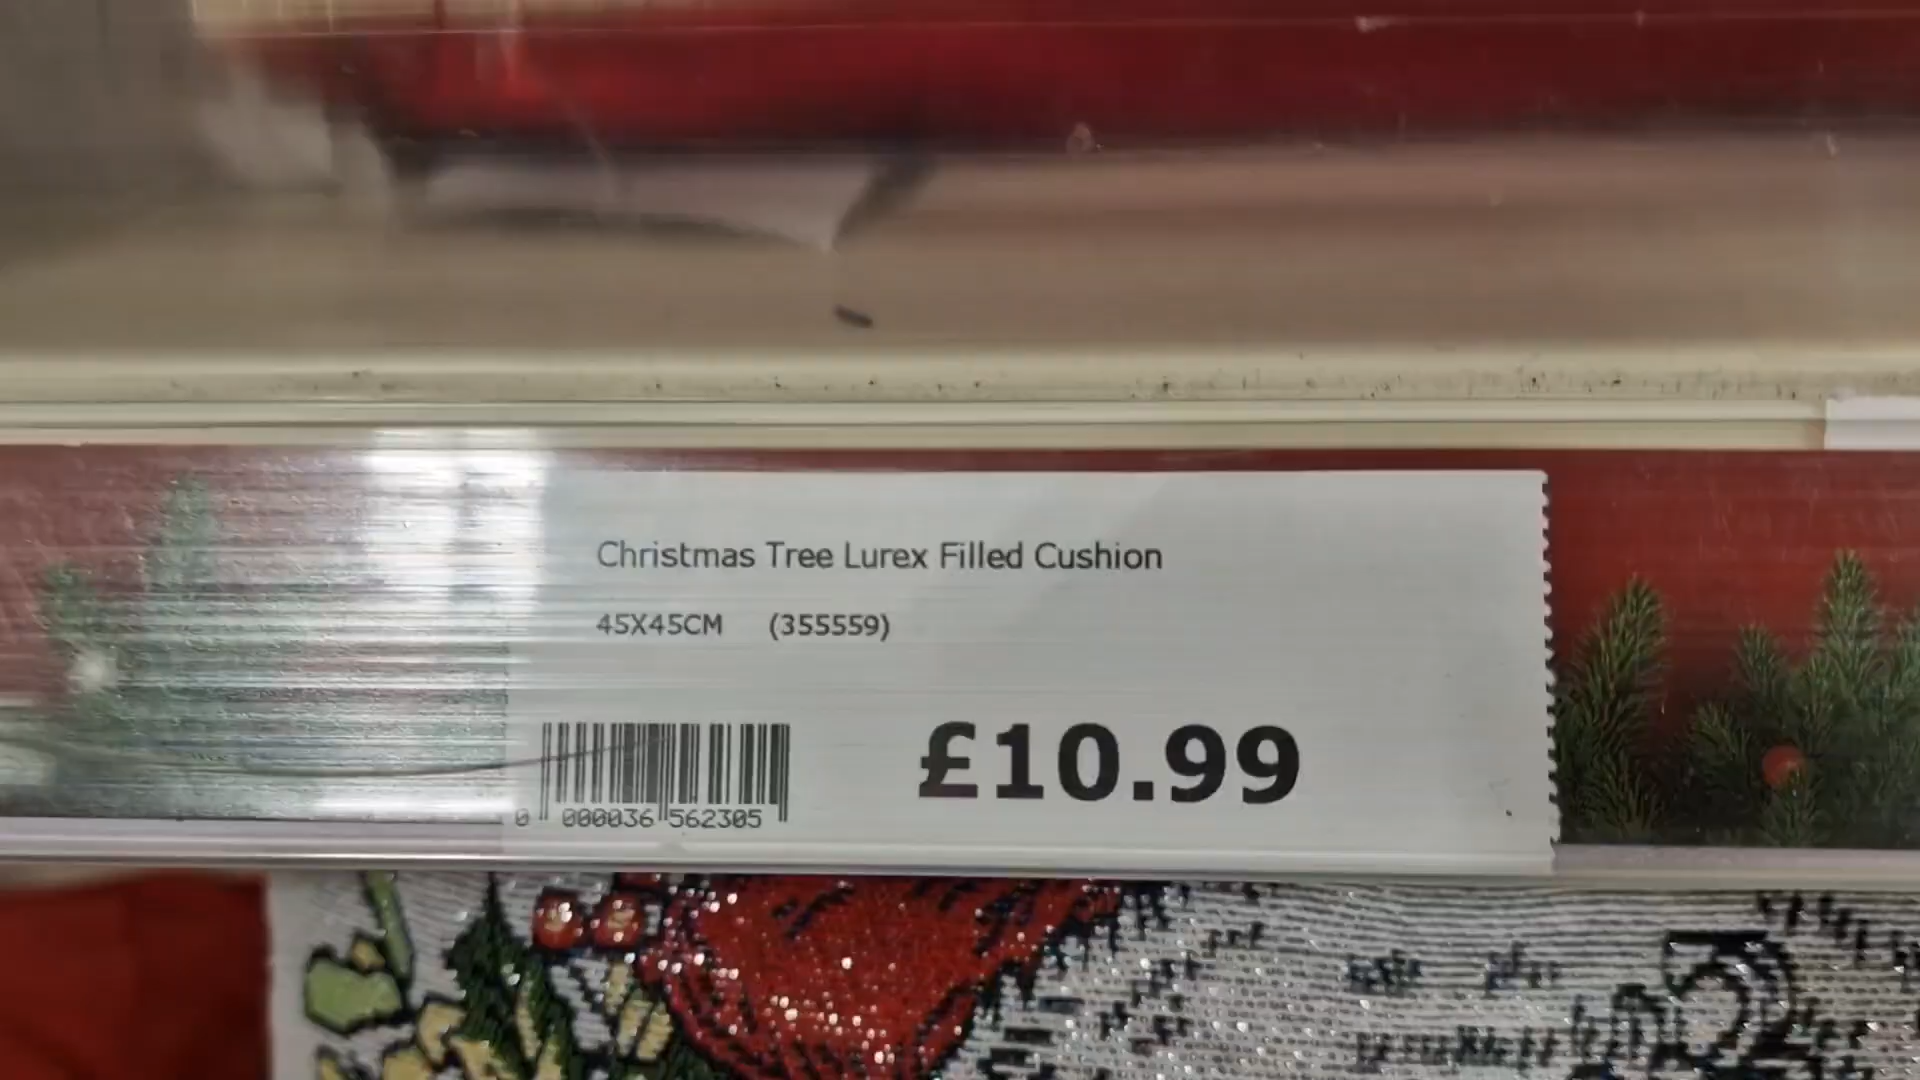 Christmas Tree Lurex Filled Cushion
45X45CM (355559)
£10.99
0 000036 562305